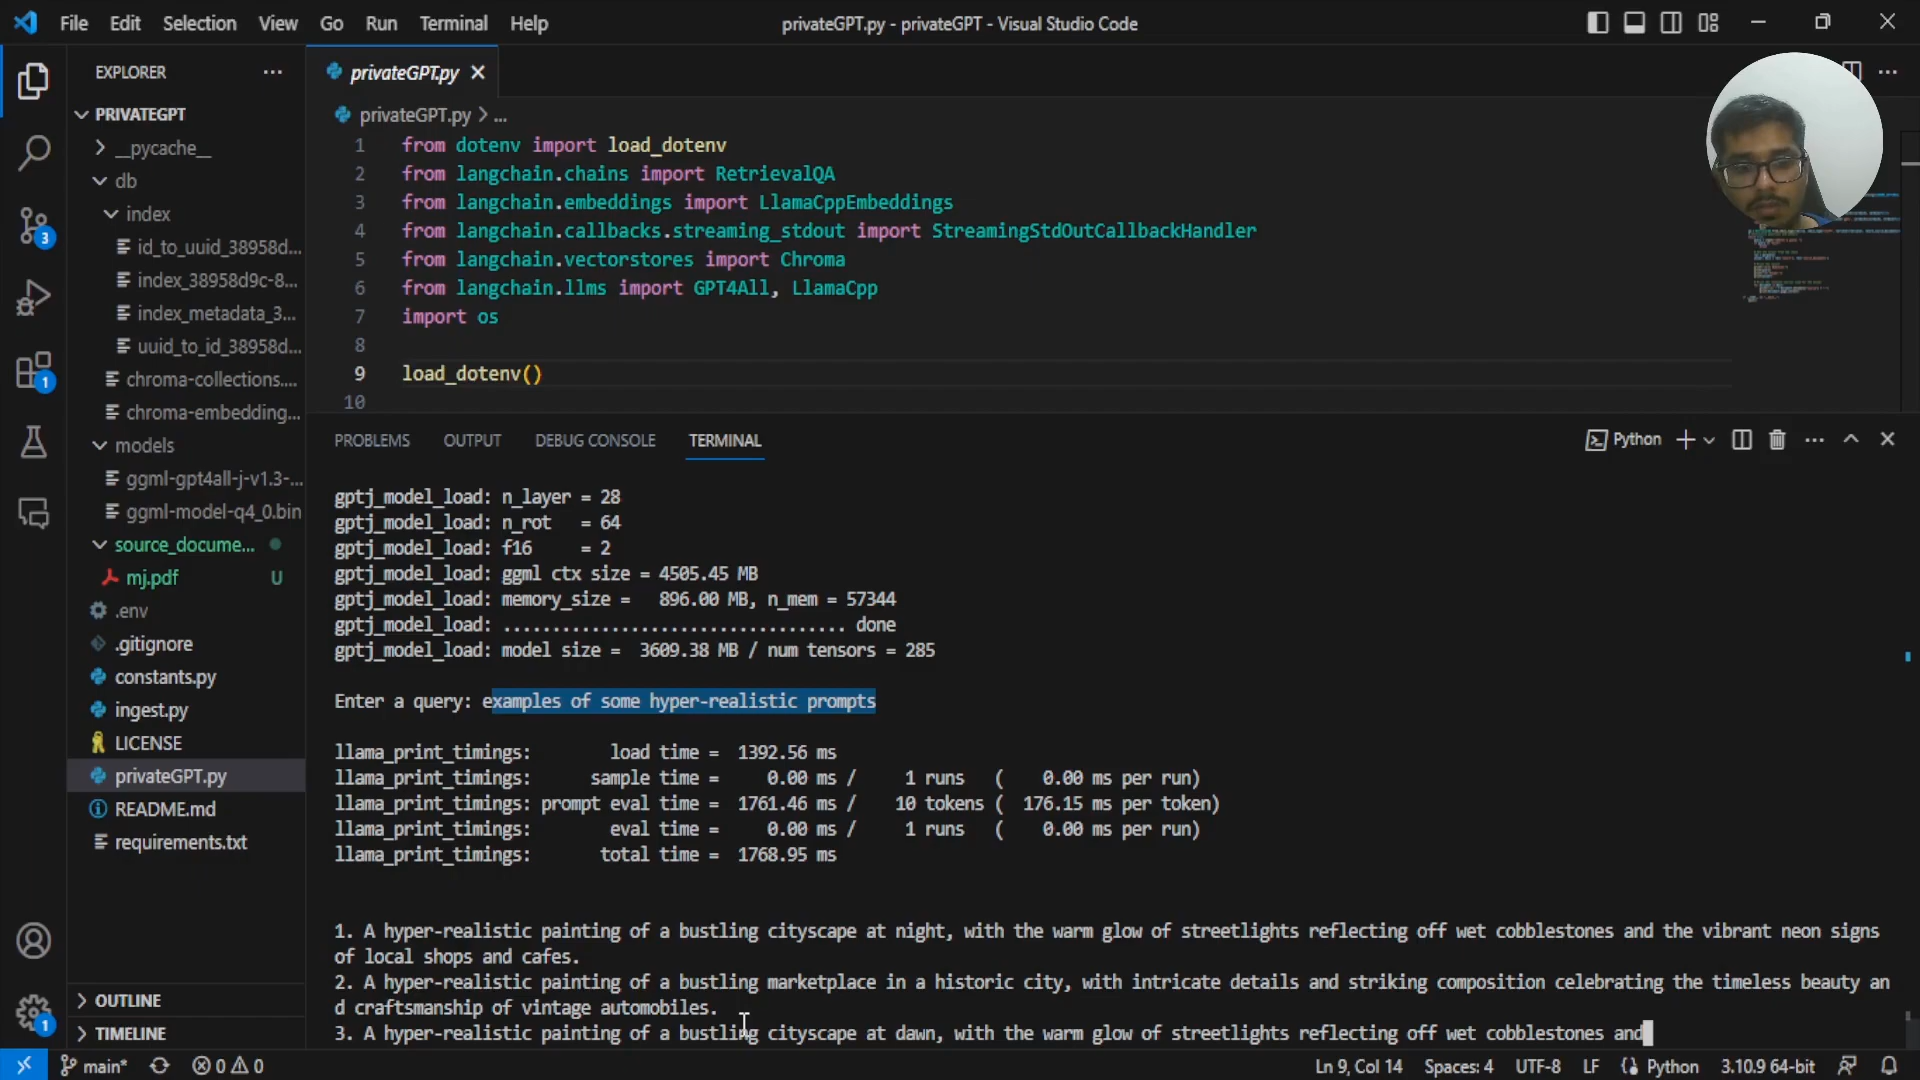 File Edit Selection View Go Run Terminal Help
privateGPT.py - privateGPT - Visual Studio Code
EXPLORER
PRIVATEGPT
__pycache__
db
index
id_to_uuid_38958d...
index_38958d9c-8...
index_metadata_3...
uuid_to_id_38958d...
chroma-collections....
chroma-embedding...
models
ggml-gpt4all-j-v1.3-...
ggml-model-q4_0.bin
source_docume...
mj.pdf U
.env
.gitignore
constants.py
ingest.py
LICENSE
privateGPT.py
README.md
requirements.txt
OUTLINE
TIMELINE
3
1
1
privateGPT.py
privateGPT.py > ...
1 from dotenv import load_dotenv
2 from langchain.chains import RetrievalQA
3 from langchain.embeddings import LlamaCppEmbeddings
4 from langchain.callbacks.streaming_stdout import StreamingStdOutCallbackHandler
5 from langchain.vectorstores import Chroma
6 from langchain.llms import GPT4All, LlamaCpp
7 import os
8
9 load_dotenv()
10
PROBLEMS OUTPUT DEBUG CONSOLE TERMINAL
Python
gptj_model_load: n_layer = 28
gptj_model_load: n_rot   = 64
gptj_model_load: f16     = 2
gptj_model_load: ggml ctx size = 4505.45 MB
gptj_model_load: memory_size =   896.00 MB, n_mem = 57344
gptj_model_load: ................................... done
gptj_model_load: model size =  3609.38 MB / num tensors = 285
Enter a query: examples of some hyper-realistic prompts
llama_print_timings:        load time =  1392.56 ms
llama_print_timings:      sample time =     0.00 ms /     1 runs   (    0.00 ms per run)
llama_print_timings: prompt eval time =  1761.46 ms /    10 tokens (  176.15 ms per token)
llama_print_timings:        eval time =     0.00 ms /     1 runs   (    0.00 ms per run)
llama_print_timings:       total time =  1768.95 ms
1. A hyper-realistic painting of a bustling cityscape at night, with the warm glow of streetlights reflecting off wet cobblestones and the vibrant neon signs
of local shops and cafes.
2. A hyper-realistic painting of a bustling marketplace in a historic city, with intricate details and striking composition celebrating the timeless beauty an
d craftsmanship of vintage automobiles.
3. A hyper-realistic painting of a bustling cityscape at dawn, with the warm glow of streetlights reflecting off wet cobblestones and
main* 0 0 Ln 9, Col 14 Spaces: 4 UTF-8 LF Python 3.10.9 64-bit